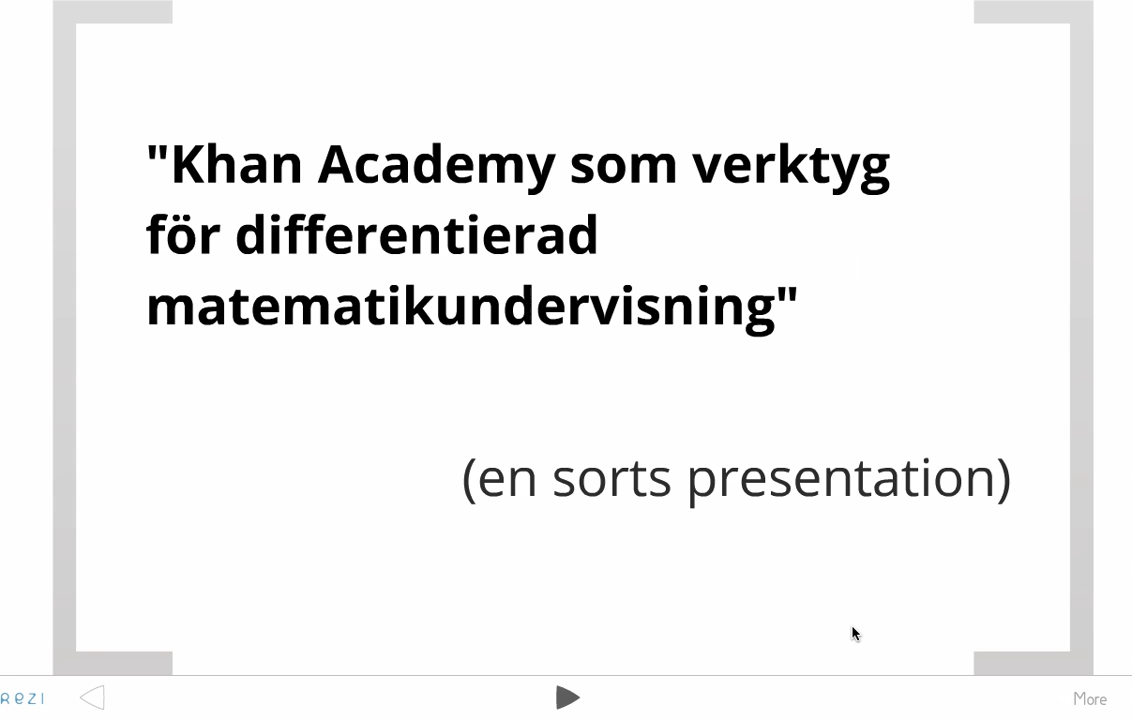 "Khan Academy som verktyg
för differentierad
matematikundervisning"
(en sorts presentation)
More